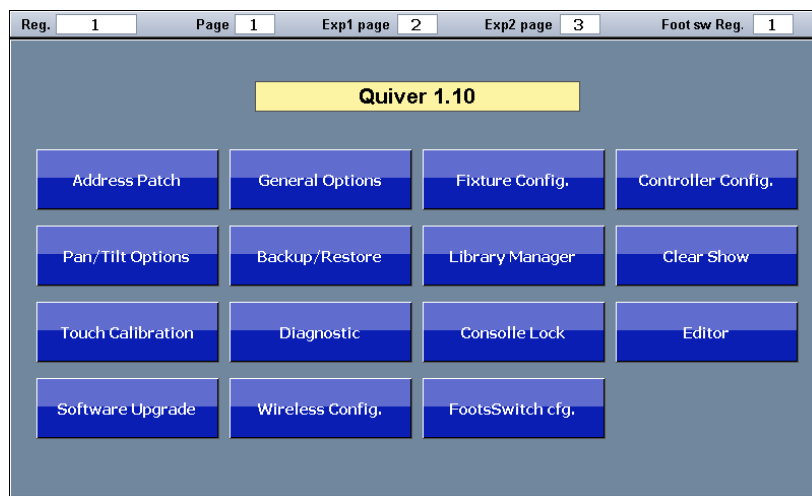 Reg. 1 Page 1 Exp1 page 2 Exp2 page 3 Foot sw Reg. 1
Quiver 1.10
Address Patch General Options Fixture Config. Controller Config.
Pan/Tilt Options Backup/Restore Library Manager Clear Show
Touch Calibration Diagnostic Consolle Lock Editor
Software Upgrade Wireless Config. FootsSwitch cfg.